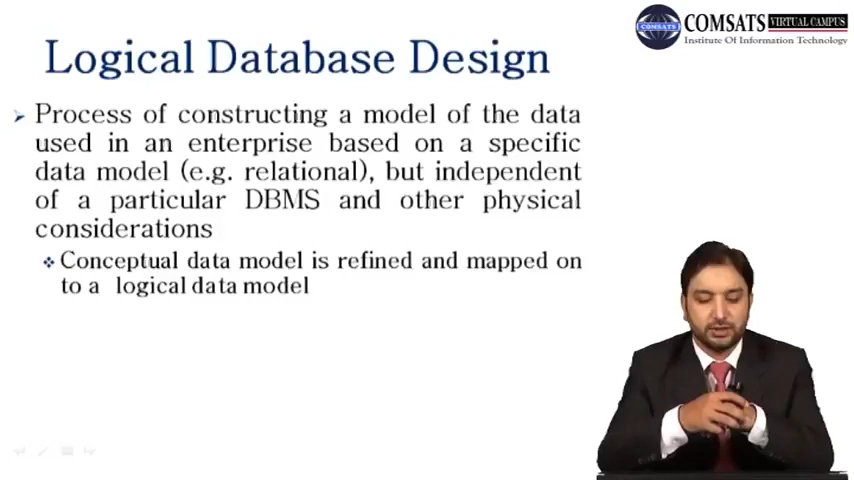 COMSATS VIRTUAL CAMPUS
Institute Of Information Technology
COMSATS
Logical Database Design
Process of constructing a model of the data
used in an enterprise based on a specific
data model (e.g. relational), but independent
of a particular DBMS and other physical
considerations
Conceptual data model is refined and mapped on
to a logical data model